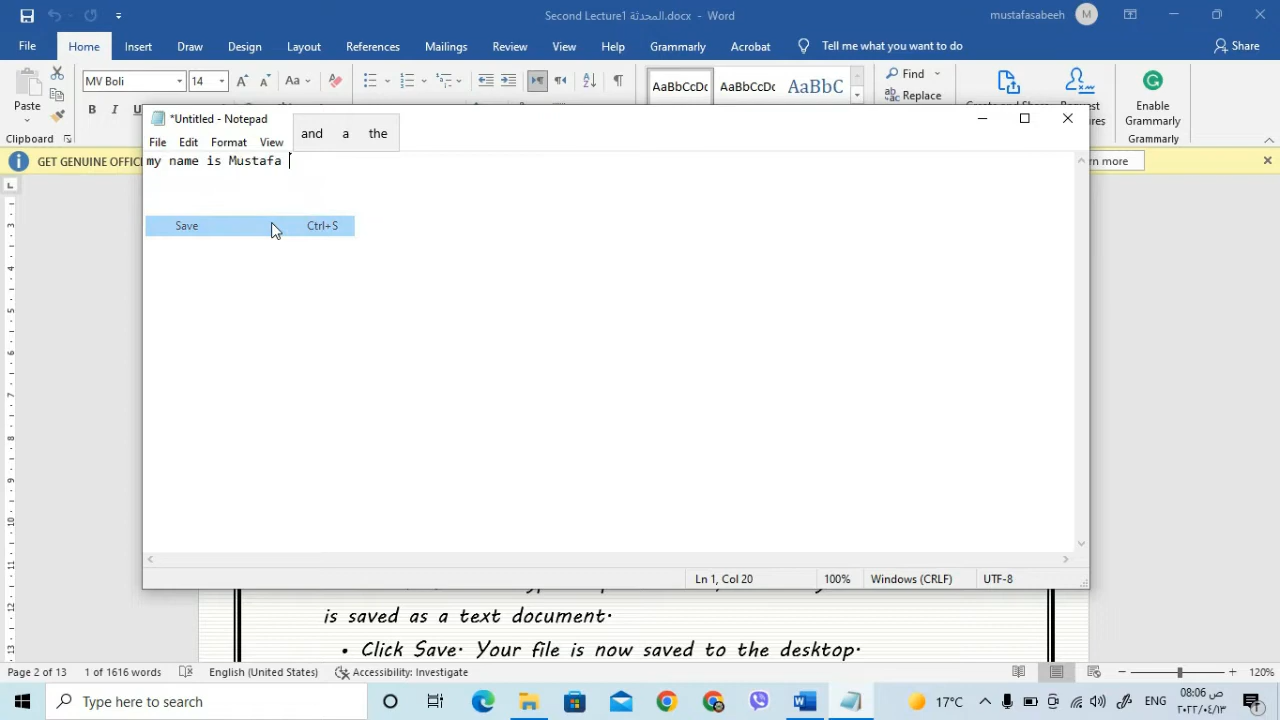 Second Lecture1 المحدثة.docx - Word
mustafasabeeh
M
File Home Insert Draw Design Layout References Mailings Review View Help Grammarly Acrobat Tell me what you want to do Share
MV Boli 14 Aa AaBbCcDc AaBbCcDc AaBbC Find
Paste B I U Replace Enable
Clipboard Grammarly
Grammarly
GET GENUINE OFFIC
rn more
*Untitled - Notepad
and a the
File Edit Format View
my name is Mustafa
Save Ctrl+S
Ln 1, Col 20 100% Windows (CRLF) UTF-8
is saved as a text document.
• Click Save. Your file is now saved to the desktop.
Page 2 of 13 1 of 1616 words English (United States) Accessibility: Investigate 120%
Type here to search 17°C ENG 08:06 ص
٢٠٢٢/٠٤/١٣